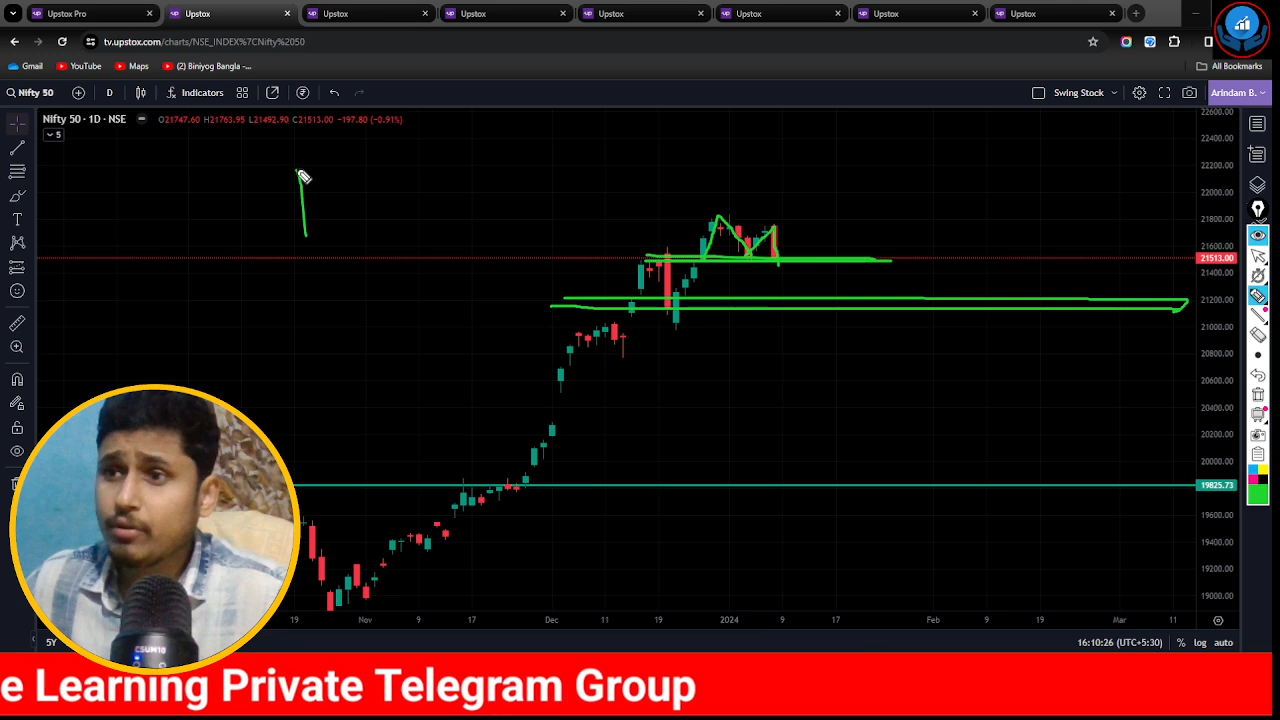 Upstox Pro
Upstox
Upstox
Upstox
Upstox
Upstox
Upstox
Upstox
tv.upstox.com/charts/NSE_INDEX%7CNifty%2050
Gmail
YouTube
Maps
(2) Biniyog Bangla -...
All Bookmarks
Nifty 50
D
Indicators
Swing Stock
Arindam B.
Nifty 50 · 1D · NSE
O21747.60 H21763.95 L21492.90 C21513.00 −197.80 (−0.91%)
5
22600.00
22400.00
22200.00
22000.00
21800.00
21600.00
21513.00
21400.00
21200.00
21000.00
20800.00
20600.00
20400.00
20200.00
20000.00
19825.73
19600.00
19400.00
19200.00
19000.00
19
Nov
9
17
Dec
11
19
2024
9
17
Feb
9
19
Mar
11
5Y
16:10:26 (UTC+5:30)
%
log
auto
CSUM10
e Learning Private Telegram Group